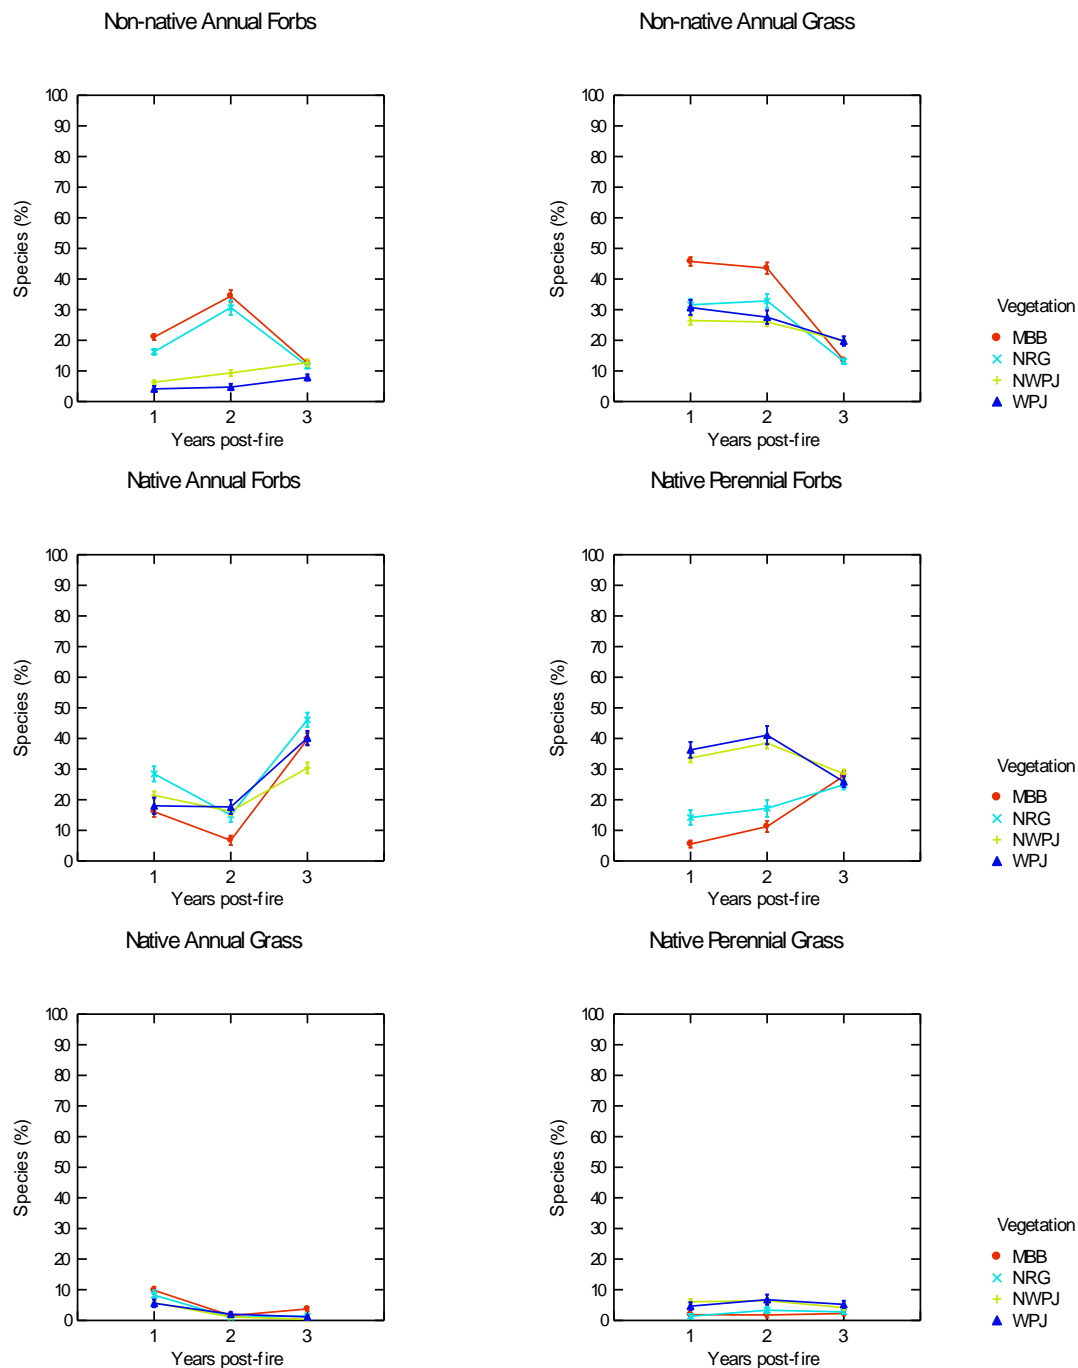 Non-native Annual Forbs
Non-native Annual Grass
100
90
80
70
60
50
40
30
20
10
0
Species (%)
1 2 3
Years post-fire
100
90
80
70
60
50
40
30
20
10
0
Species (%)
1 2 3
Years post-fire
Vegetation
MBB
NRG
NWPJ
WPJ
Native Annual Forbs
Native Perennial Forbs
100
90
80
70
60
50
40
30
20
10
0
Species (%)
1 2 3
Years post-fire
100
90
80
70
60
50
40
30
20
10
0
Species (%)
1 2 3
Years post-fire
Vegetation
MBB
NRG
NWPJ
WPJ
Native Annual Grass
Native Perennial Grass
100
90
80
70
60
50
40
30
20
10
0
Species (%)
1 2 3
Years post-fire
100
90
80
70
60
50
40
30
20
10
0
Species (%)
1 2 3
Years post-fire
Vegetation
MBB
NRG
NWPJ
WPJ